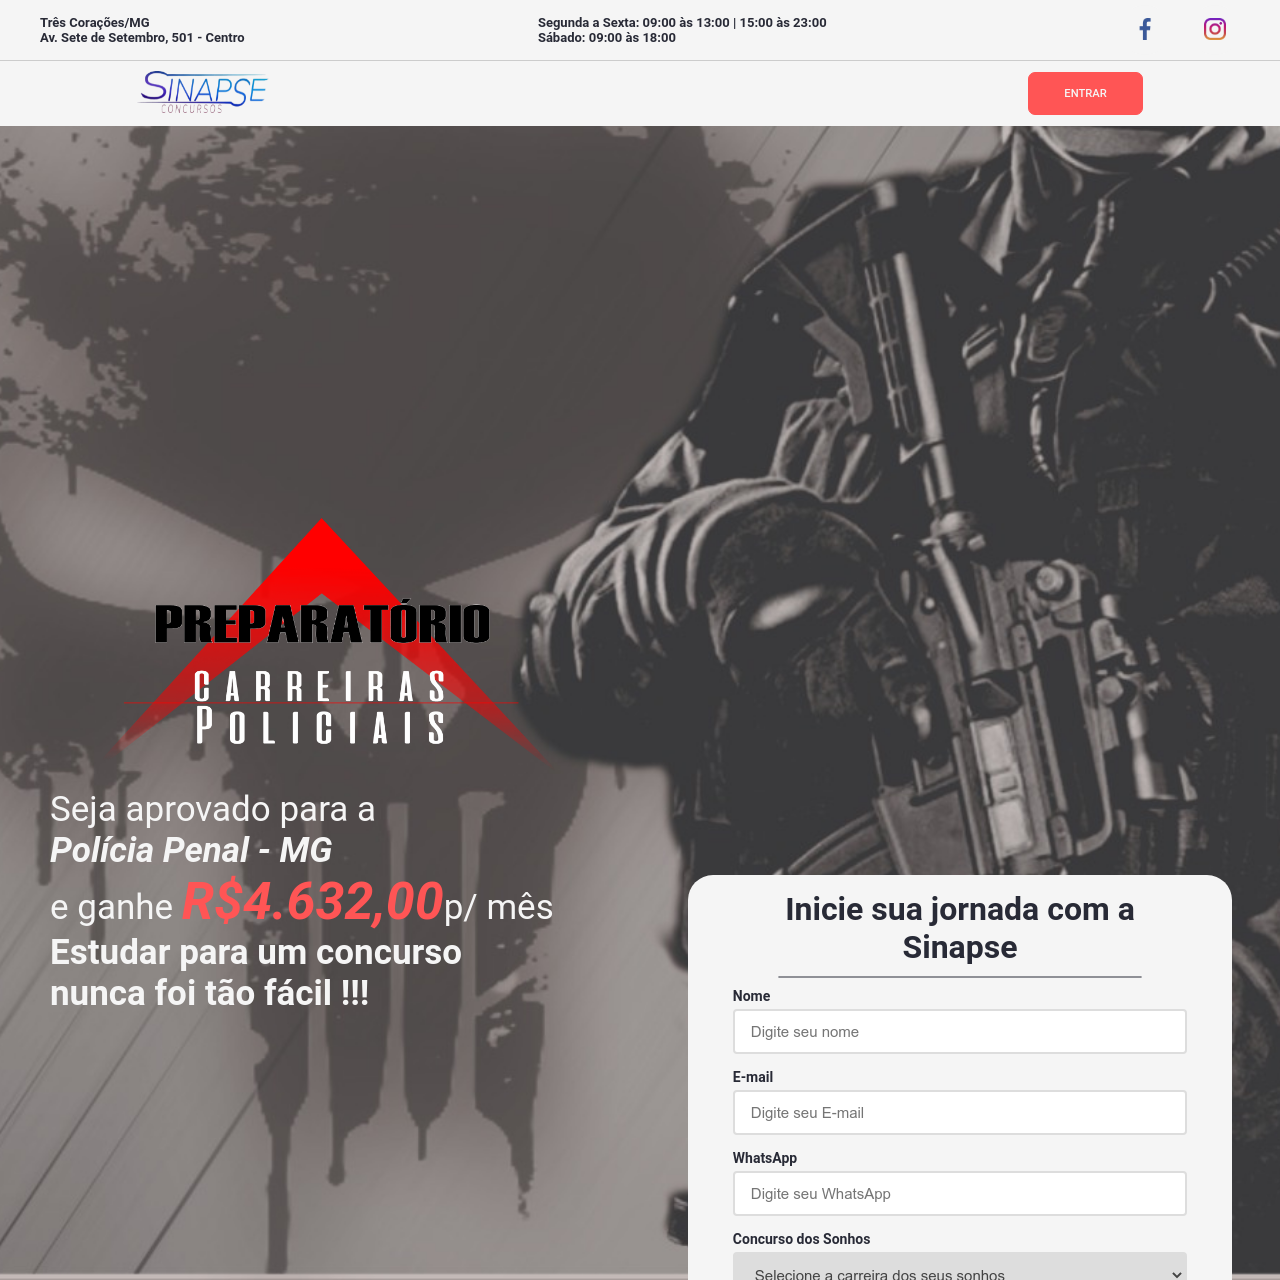 Três Corações/MG
Av. Sete de Setembro, 501 - Centro
Segunda a Sexta: 09:00 às 13:00 | 15:00 às 23:00
Sábado: 09:00 às 18:00
SINAPSE
CONCURSOS
ENTRAR
PREPARATÓRIO
CARREIRAS
POLICIAIS
Seja aprovado para a
Polícia Penal - MG
e ganhe R$4.632,00p/ mês
Estudar para um concurso
nunca foi tão fácil !!!
Inicie sua jornada com a
Sinapse
Nome
Digite seu nome
E-mail
Digite seu E-mail
WhatsApp
Digite seu WhatsApp
Concurso dos Sonhos
Selecione a carreira dos seus sonhos